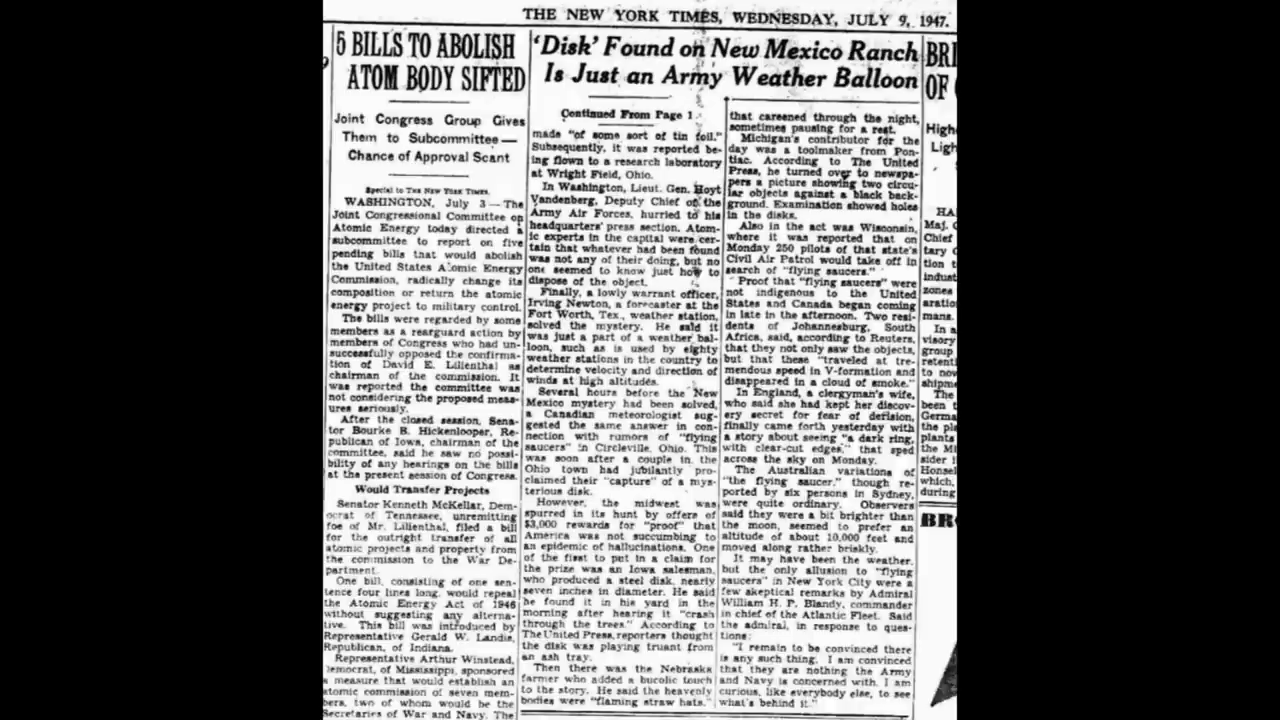 THE NEW YORK TIMES, WEDNESDAY, JULY 9, 1947.
5 BILLS TO ABOLISH
ATOM BODY SIFTED
Joint Congress Group Gives
Them to Subcommittee—
Chance of Approval Scant
Special to THE NEW YORK TIMES.
WASHINGTON, July 3—The
Joint Congressional Committee on
Atomic Energy today directed a
subcommittee to report on five
pending bills that would abolish
the United States Atomic Energy
Commission, radically change its
composition or return the atomic
energy project to military control.
The bills were regarded by some
members as a rearguard action by
members of Congress who had un-
successfully opposed the confirma-
tion of David E. Lilienthal as
chairman of the commission. It
was reported the committee was
not considering the proposed meas-
ures seriously.
After the closed session, Sena-
tor Bourke B. Hickenlooper, Re-
publican of Iowa, chairman of the
committee, said he saw no possi-
bility of any hearings on the bills
at the present session of Congress.
Would Transfer Projects
Senator Kenneth McKellar, Dem-
ocrat of Tennessee, unremitting
foe of Mr. Lilienthal, filed a bill
for the outright transfer of all
atomic projects and property from
the commission to the War De-
partment.
One bill, consisting of one sen-
tence four lines long, would repeal
the Atomic Energy Act of 1946
without suggesting any alterna-
tive. This bill was introduced by
Representative Gerald W. Landis,
Republican, of Indiana.
Representative Arthur Winstead,
Democrat, of Mississippi, sponsored
a measure that would establish an
atomic commission of seven mem-
bers, two of whom would be the
Secretaries of War and Navy. The
'Disk' Found on New Mexico Ranch
Is Just an Army Weather Balloon
Continued From Page 1
made "of some sort of tin foil."
Subsequently, it was reported be-
ing flown to a research laboratory
at Wright Field, Ohio.
In Washington, Lieut. Gen. Hoyt
Vandenberg, Deputy Chief of the
Army Air Forces, hurried to his
headquarters' press section. Atom-
ic experts in the capital were cer-
tain that whatever had been found
was not any of their doing, but no
one seemed to know just how to
dispose of the object.
Finally, a lowly warrant officer,
Irving Newton, a forecaster at the
Fort Worth, Tex., weather station,
solved the mystery. He said it
was just a part of a weather bal-
loon, such as is used by eighty
weather stations in the country to
determine velocity and direction of
winds at high altitudes.
Several hours before the New
Mexico mystery had been solved,
a Canadian meteorologist sug-
gested the same answer in con-
nection with rumors of "flying
saucers" in Circleville, Ohio. This
was soon after a couple in the
Ohio town had jubilantly pro-
claimed their "capture" of a mys-
terious disk.
However, the midwest was
spurred in its hunt by offers of
$3,000 rewards for "proof" that
America was not succumbing to
an epidemic of hallucinations. One
of the first to put in a claim for
the prize was an Iowa salesman,
who produced a steel disk, nearly
seven inches in diameter. He said
he found it in his yard in the
morning after hearing it "crash
through the trees." According to
The United Press, reporters thought
the disk was playing truant from
an ash tray.
Then there was the Nebraska
farmer who added a bucolic touch
to the story. He said the heavenly
bodies were "flaming straw hats."
that careened through the night,
sometimes pausing for a rest.
Michigan's contributor for the
day was a toolmaker from Pon-
tiac. According to The United
Press, he turned over to newspa-
pers a picture showing two circu-
lar objects against a black back-
ground. Examination showed holes
in the disks.
Also in the act was Wisconsin,
where it was reported that on
Monday 250 pilots of that state's
Civil Air Patrol would take off in
search of "flying saucers."
Proof that "flying saucers" were
not indigenous to the United
States and Canada began coming
in late in the afternoon. Two resi-
dents of Johannesburg, South
Africa, said, according to Reuters,
that they not only saw the objects,
but that these "traveled at tre-
mendous speed in V-formation and
disappeared in a cloud of smoke."
In England, a clergyman's wife,
who said she had kept her discov-
ery secret for fear of derision,
finally came forth yesterday with
a story about seeing "a dark ring,
with clear-cut edges," that sped
across the sky on Monday.
The Australian variations of
"the flying saucer," though re-
ported by six persons in Sydney,
were quite ordinary. Observers
said they were a bit brighter than
the moon, seemed to prefer an
altitude of about 10,000 feet and
moved along rather briskly.
It may have been the weather,
but the only allusion to "flying
saucers" in New York City were a
few skeptical remarks by Admiral
William H. P. Blandy, commander
in chief of the Atlantic Fleet. Said
the admiral, in response to ques-
tions:
"I remain to be convinced there
is any such thing. I am convinced
that they are nothing the Army
and Navy is concerned with. I am
curious, like everybody else, to see
what's behind it."
BRI
OF
High
Ligh
HA
Maj. C
Chief
tary C
tion t
indust
zones
aratio
mans.
In a
visory
group
retenti
to now
shipme
The
been t
Germa
the pla
plants
the Mi
sider i
Honsel
which,
during
BRO